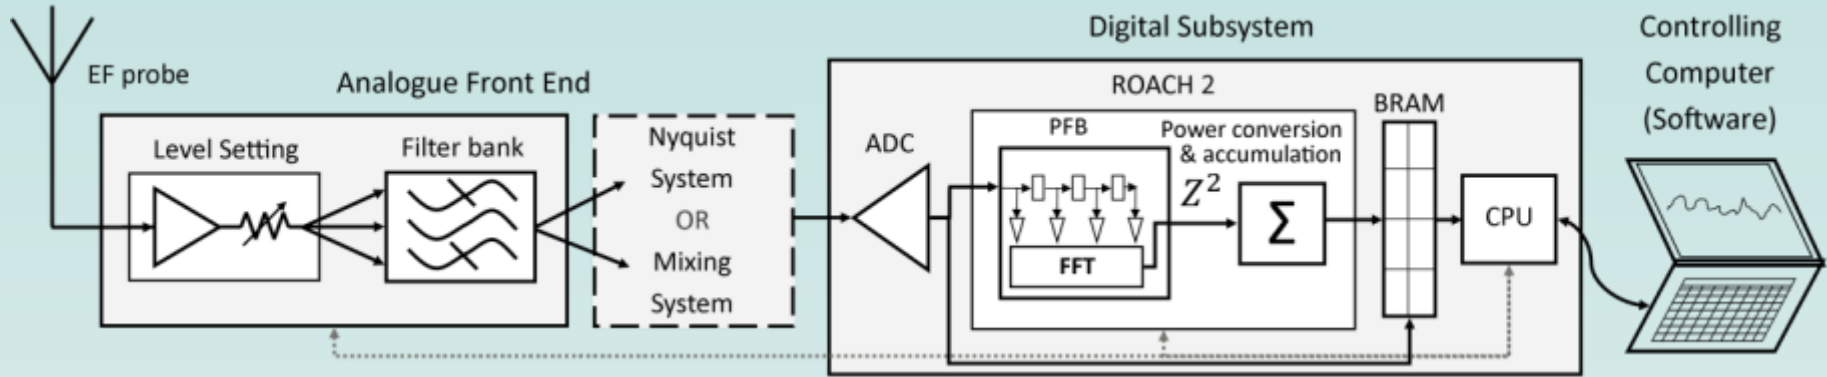 Digital Subsystem
Controlling
Computer
(Software)
EF probe
Analogue Front End
ROACH 2
BRAM
Level Setting
Filter bank
Nyquist
System
OR
Mixing
System
ADC
PFB
Power conversion
& accumulation
Z²
Σ
FFT
CPU